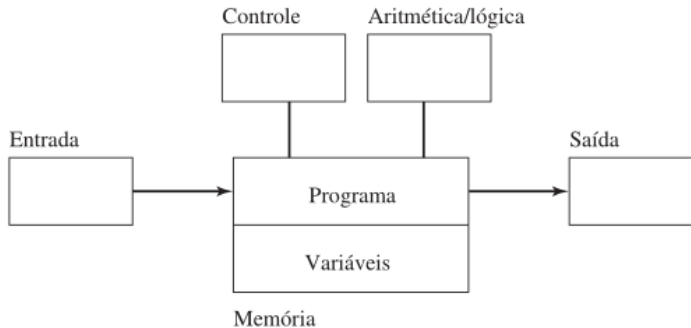 Controle
Aritmética/lógica
Entrada
Saída
Programa
Variáveis
Memória